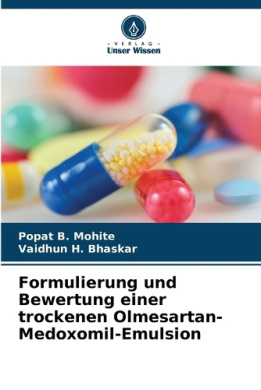 VERLAG
Unser Wissen
Popat B. Mohite
Vaidhun H. Bhaskar
Formulierung und
Bewertung einer
trockenen Olmesartan-
Medoxomil-Emulsion